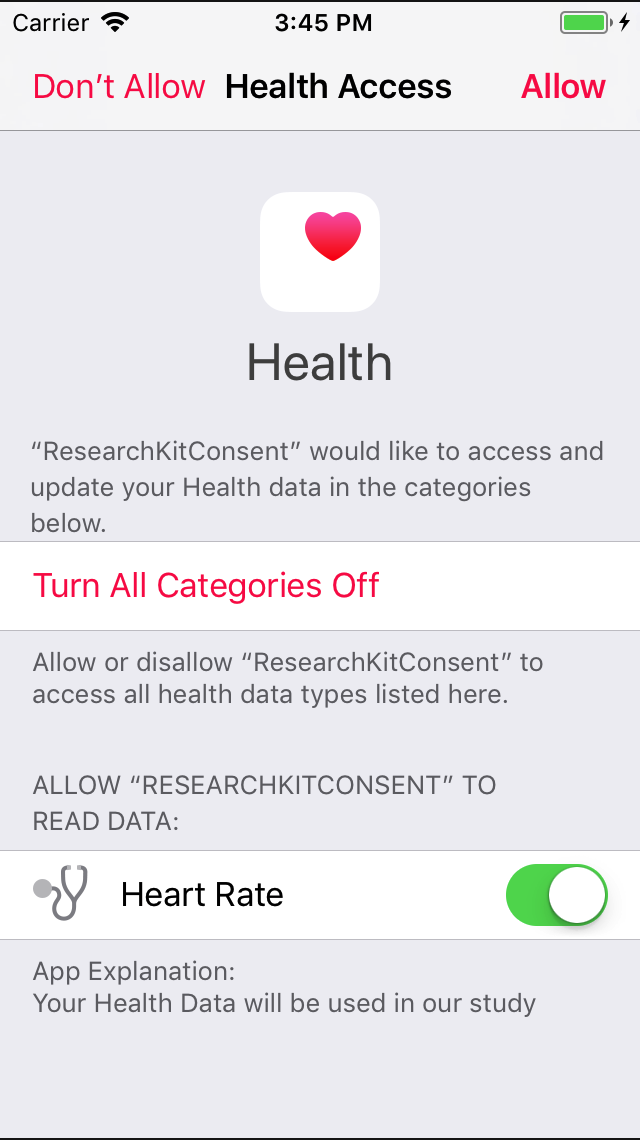 Carrier 3:45 PM
Don’t Allow Health Access Allow
Health
“ResearchKitConsent” would like to access and
update your Health data in the categories
below.
Turn All Categories Off
Allow or disallow “ResearchKitConsent” to
access all health data types listed here.
ALLOW “RESEARCHKITCONSENT” TO
READ DATA:
Heart Rate
App Explanation:
Your Health Data will be used in our study